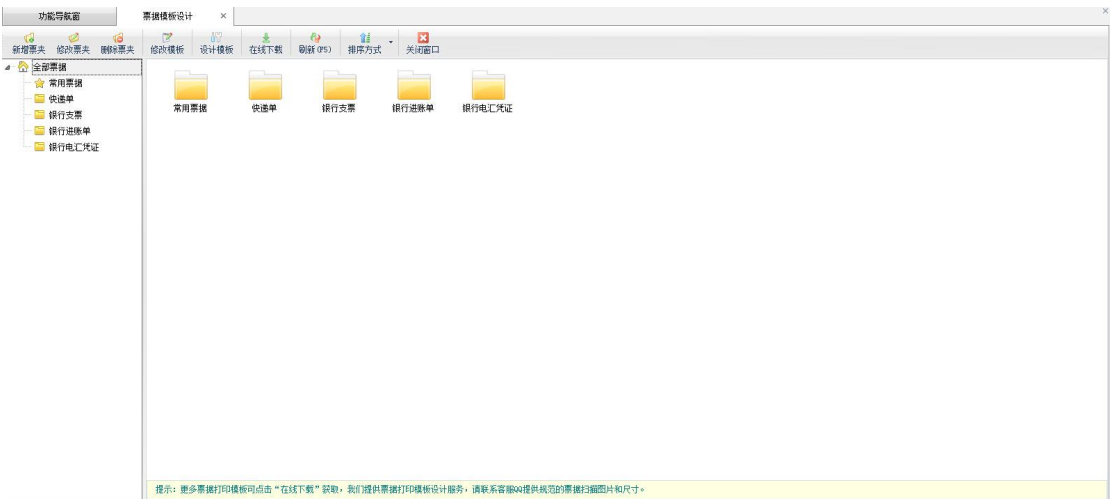 功能导航窗 票据模板设计 ×
新增票夹 修改票夹 删除票夹 修改模板 设计模板 在线下载 刷新(F5) 排序方式 关闭窗口
全部票据
常用票据
快递单
银行支票
银行进账单
银行电汇凭证
常用票据 快递单 银行支票 银行进账单 银行电汇凭证
提示：更多票据打印模板可点击“在线下载”获取，我们提供票据打印模板设计服务，请联系客服QQ提供规范的票据扫描图片和尺寸。